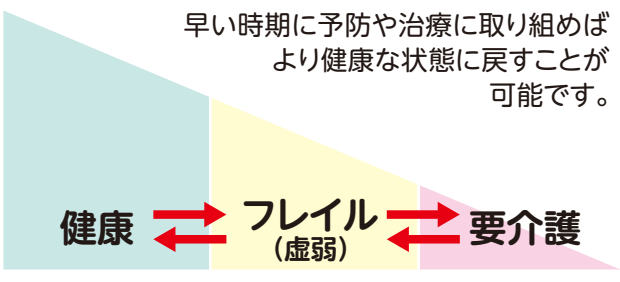 早い時期に予防や治療に取り組めば
より健康な状態に戻すことが
可能です。
健康
フレイル
（虚弱）
要介護